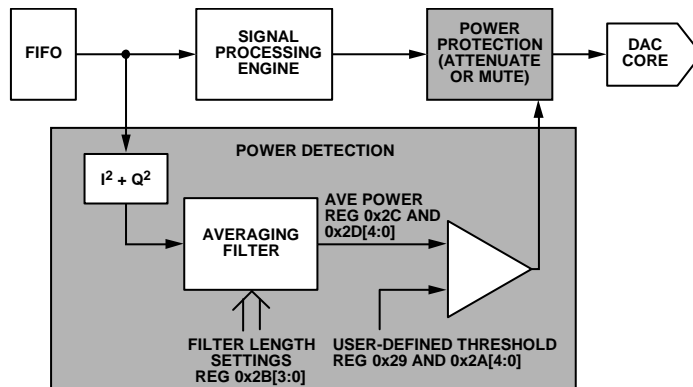 FIFO
SIGNAL
PROCESSING
ENGINE
POWER
PROTECTION
(ATTENUATE
OR MUTE)
DAC
CORE
POWER DETECTION
I² + Q²
AVERAGING
FILTER
AVE POWER
REG 0x2C AND
0x2D[4:0]
FILTER LENGTH
SETTINGS
REG 0x2B[3:0]
USER-DEFINED THRESHOLD
REG 0x29 AND 0x2A[4:0]